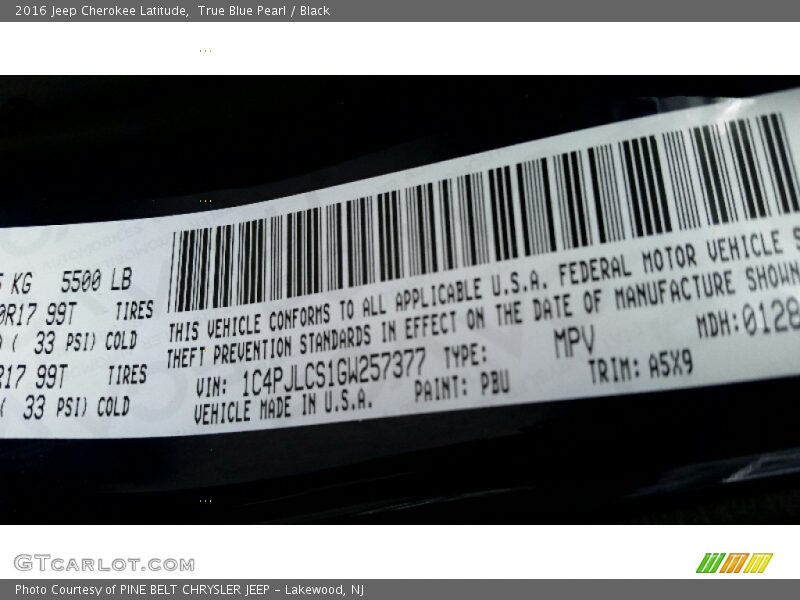 2016 Jeep Cherokee Latitude,  True Blue Pearl / Black
KG 5500 LB
R17 99T TIRES
( 33 PSI) COLD
R17 99T TIRES
( 33 PSI) COLD
THIS VEHICLE CONFORMS TO ALL APPLICABLE U.S.A. FEDERAL MOTOR VEHICLE
THEFT PREVENTION STANDARDS IN EFFECT ON THE DATE OF MANUFACTURE SHOWN
VIN: 1C4PJLCS1GW257377 TYPE: MPV MDH:0128
VEHICLE MADE IN U.S.A. PAINT: PBU TRIM: A5X9
GTCARLOT.COM
Photo Courtesy of PINE BELT CHRYSLER JEEP - Lakewood, NJ